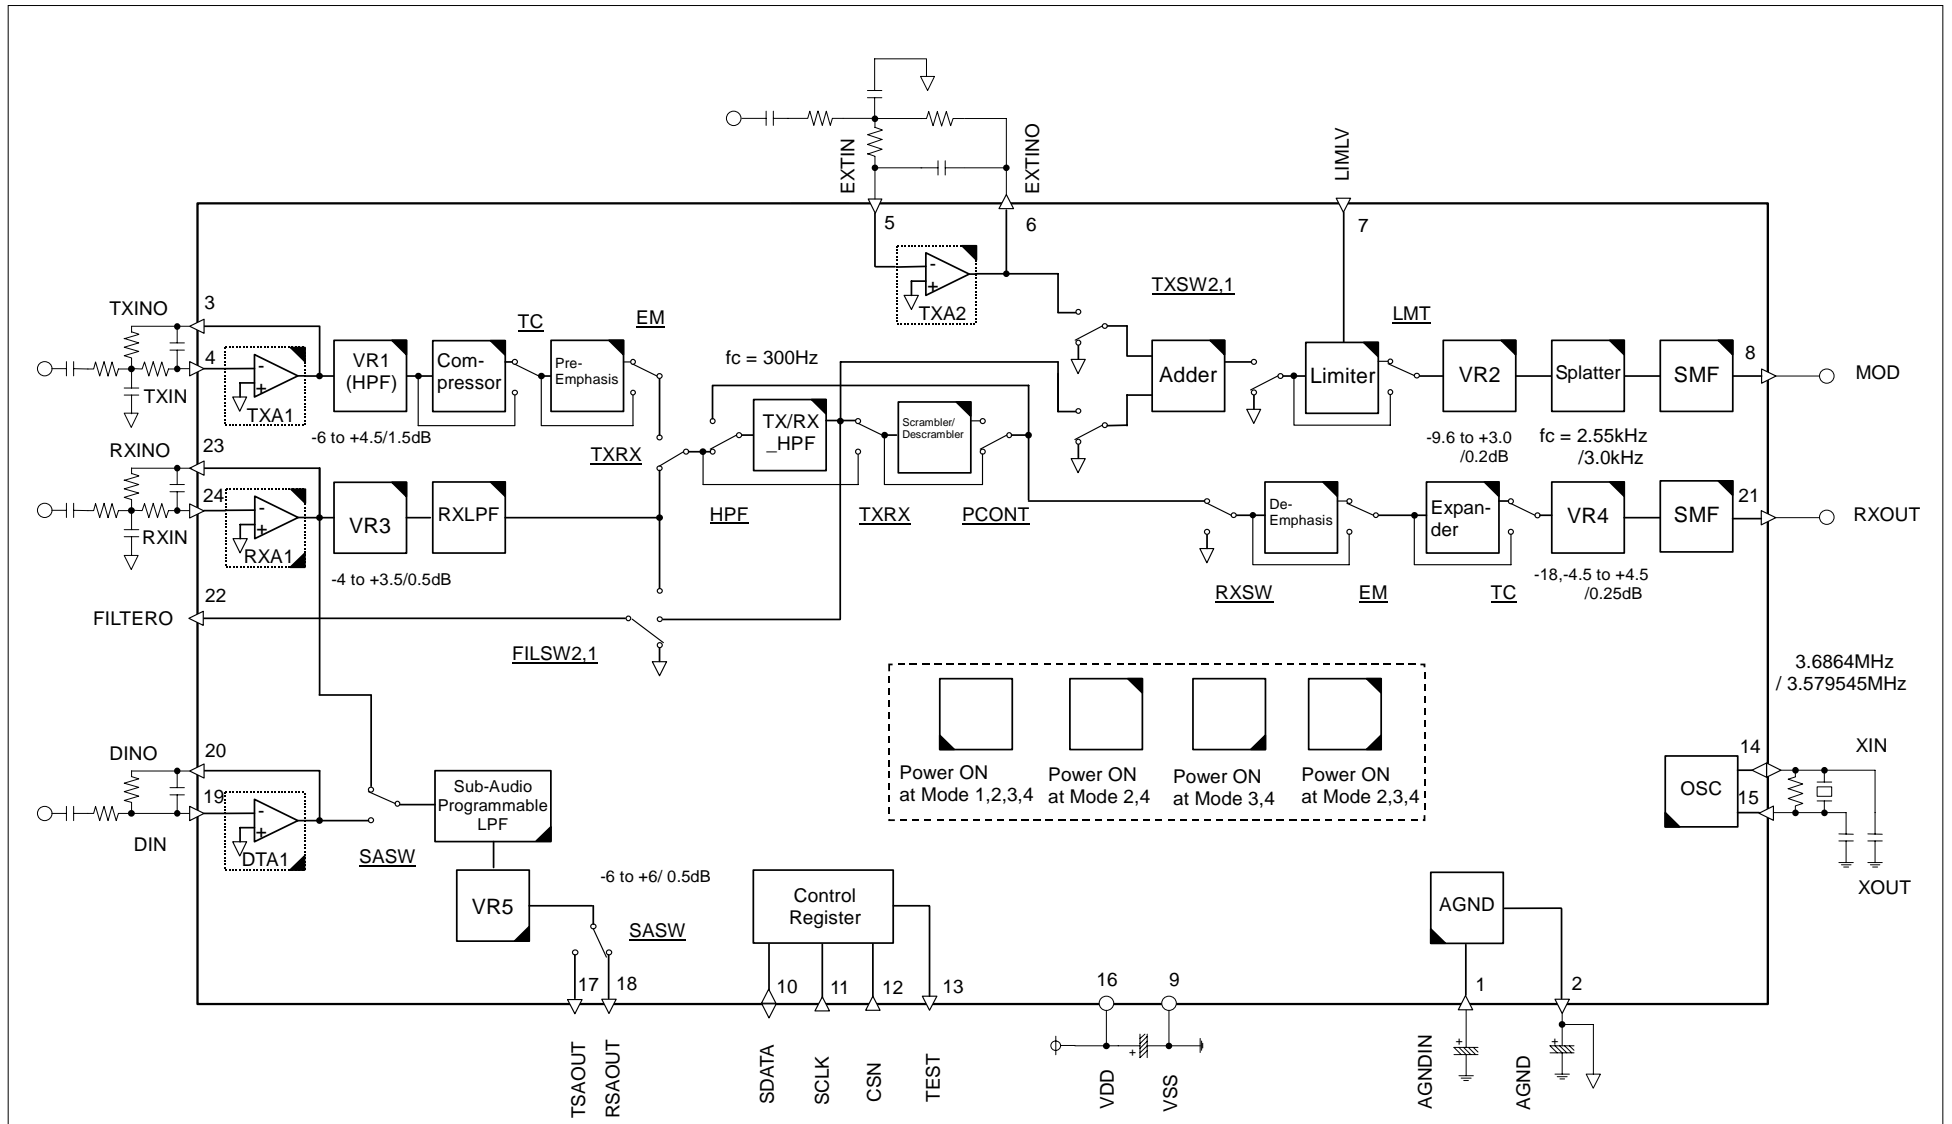 EXTIN
EXTINO
LIMLV
5
6
7
TXA2
-
+
TXSW2,1
LMT
TXINO
3
4
TXIN
TXA1
-
+
VR1
(HPF)
-6 to +4.5/1.5dB
Com-
pressor
TC
Pre-
Emphasis
EM
fc = 300Hz
TX/RX
_HPF
Scrambler/
Descrambler
Adder
Limiter
VR2
-9.6 to +3.0
/0.2dB
Splatter
fc = 2.55kHz
/3.0kHz
SMF
8
MOD
RXINO
23
24
RXIN
RXA1
-
+
VR3
-4 to +3.5/0.5dB
RXLPF
TXRX
HPF
TXRX
PCONT
De-
Emphasis
Expan-
der
VR4
-18,-4.5 to +4.5
/0.25dB
SMF
21
RXOUT
RXSW
EM
TC
22
FILTERO
FILSW2,1
3.6864MHz
/ 3.579545MHz
Power ON
at Mode 1,2,3,4
Power ON
at Mode 2,4
Power ON
at Mode 3,4
Power ON
at Mode 2,3,4
14
XIN
OSC
15
XOUT
DINO
20
19
DIN
DTA1
-
+
SASW
Sub-Audio
Programmable
LPF
VR5
-6 to +6/ 0.5dB
SASW
Control
Register
AGND
17
18
10
11
12
13
16
9
1
2
+
+
+
TSAOUT
RSAOUT
SDATA
SCLK
CSN
TEST
VDD
VSS
AGNDIN
AGND